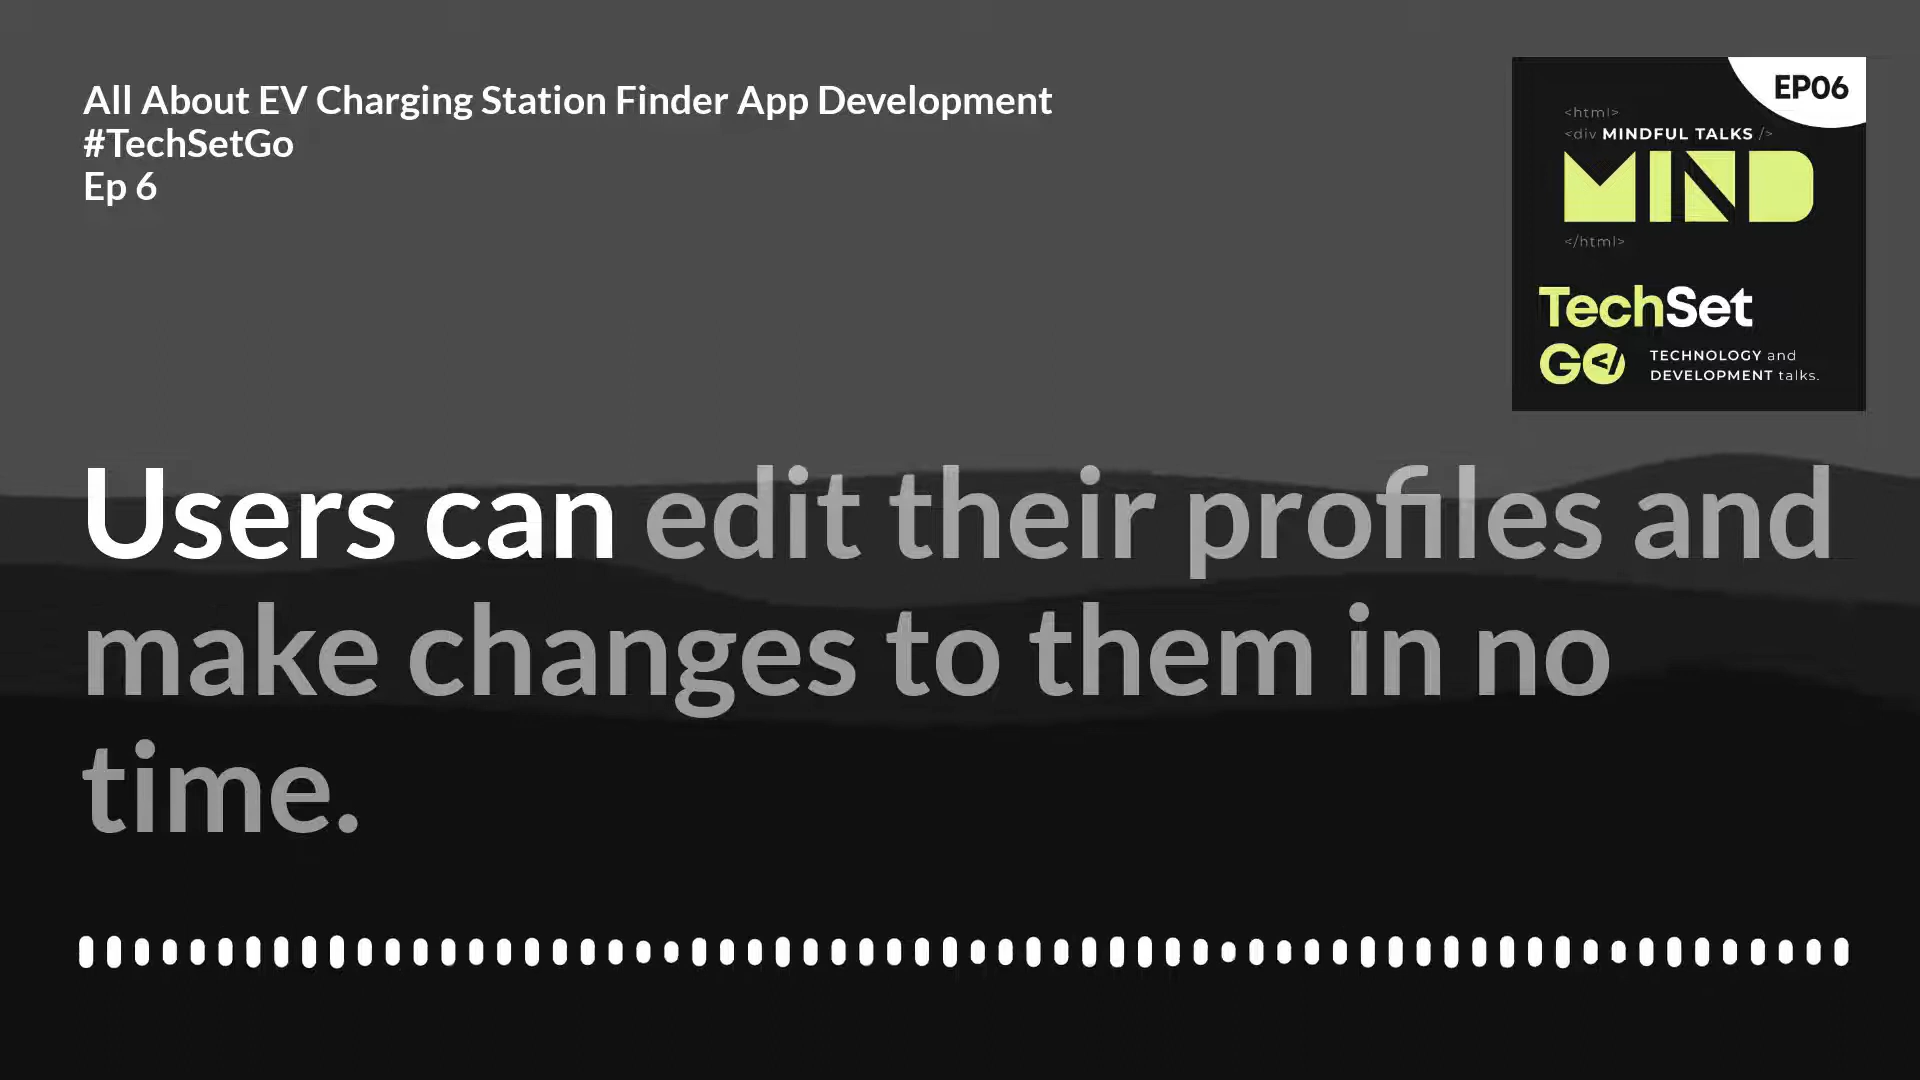 All About EV Charging Station Finder App Development
#TechSetGo
Ep 6
EP06
<html>
<div MINDFUL TALKS />
MIND
</html>
TechSet
GO</>
TECHNOLOGY and
DEVELOPMENT talks.
Users can edit their profiles and
make changes to them in no
time.